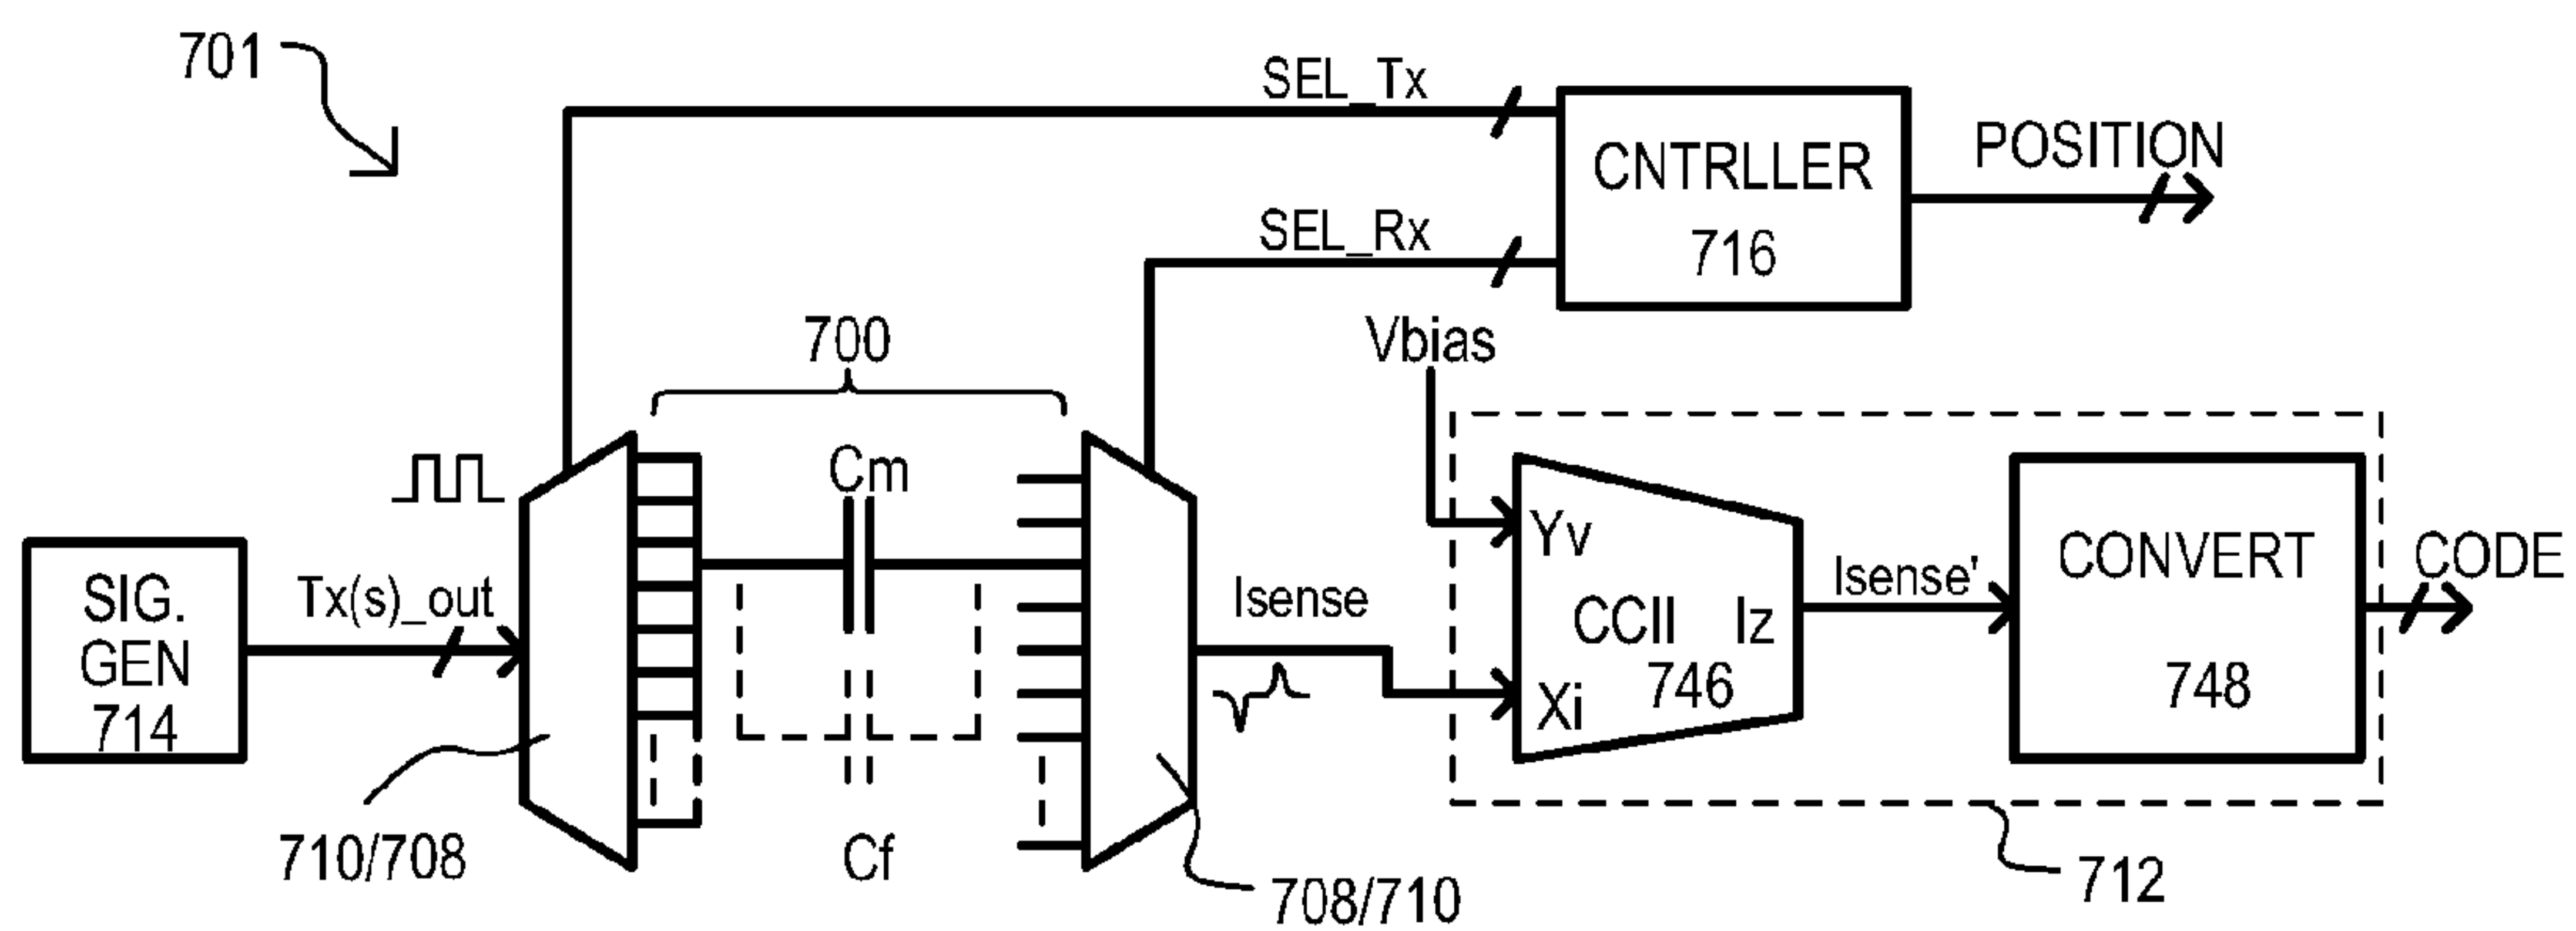 701
SEL_Tx
CNTRLLER
716
POSITION
SEL_Rx
700
Vbias
Cm
SIG.
GEN
714
Tx(s)_out
Isense
Yv
CCII
Iz
746
Xi
Isense'
CONVERT
748
CODE
710/708
Cf
708/710
712